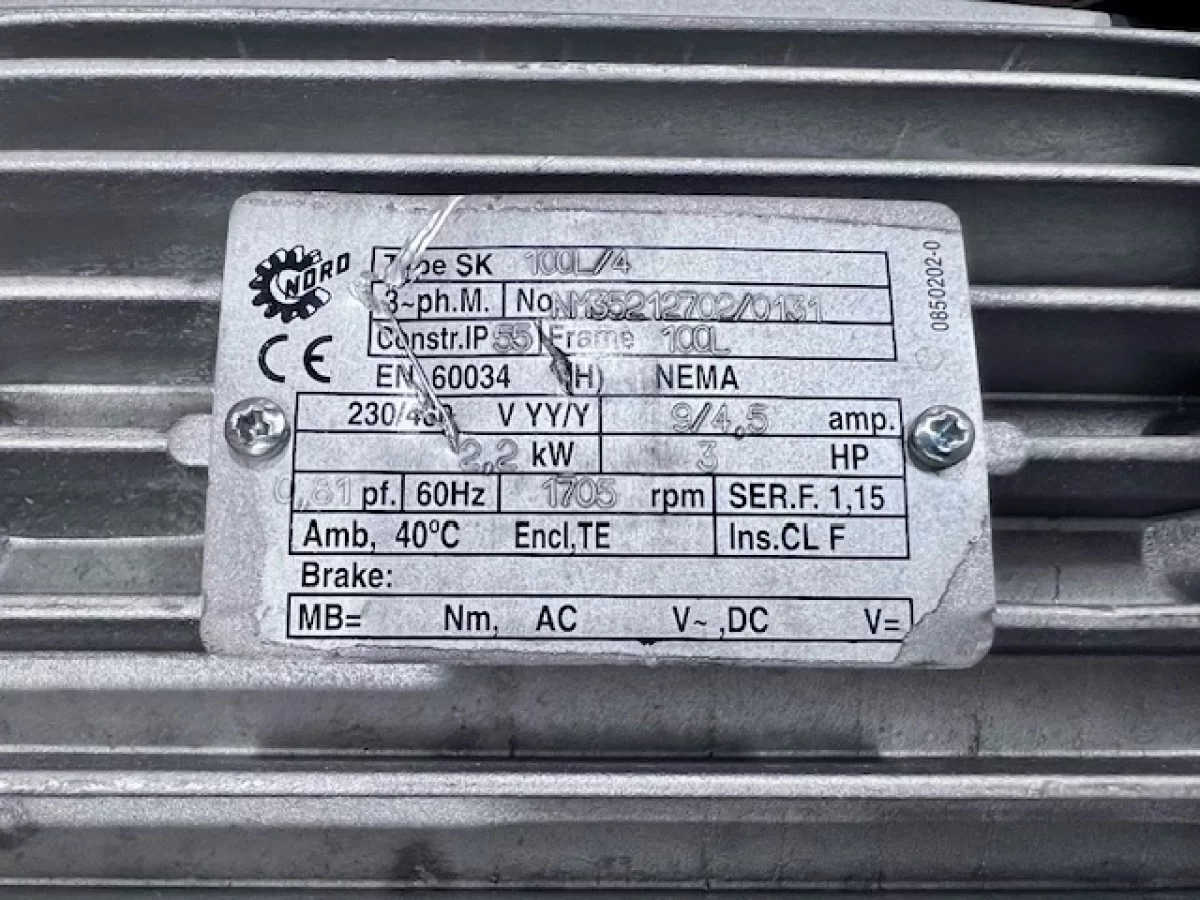 NORD
Type SK 100L/4
3~ph.M. No NM35212702/0131
Constr.IP 55 Frame 100L
CE
EN 60034 (H) NEMA
230/460 V YY/Y 9/4,5 amp.
2,2 kW 3 HP
0,81 pf. 60Hz 1705 rpm SER.F. 1,15
Amb, 40°C Encl,TE Ins.CL F
Brake:
MB= Nm, AC V~ ,DC V=
0850202-0